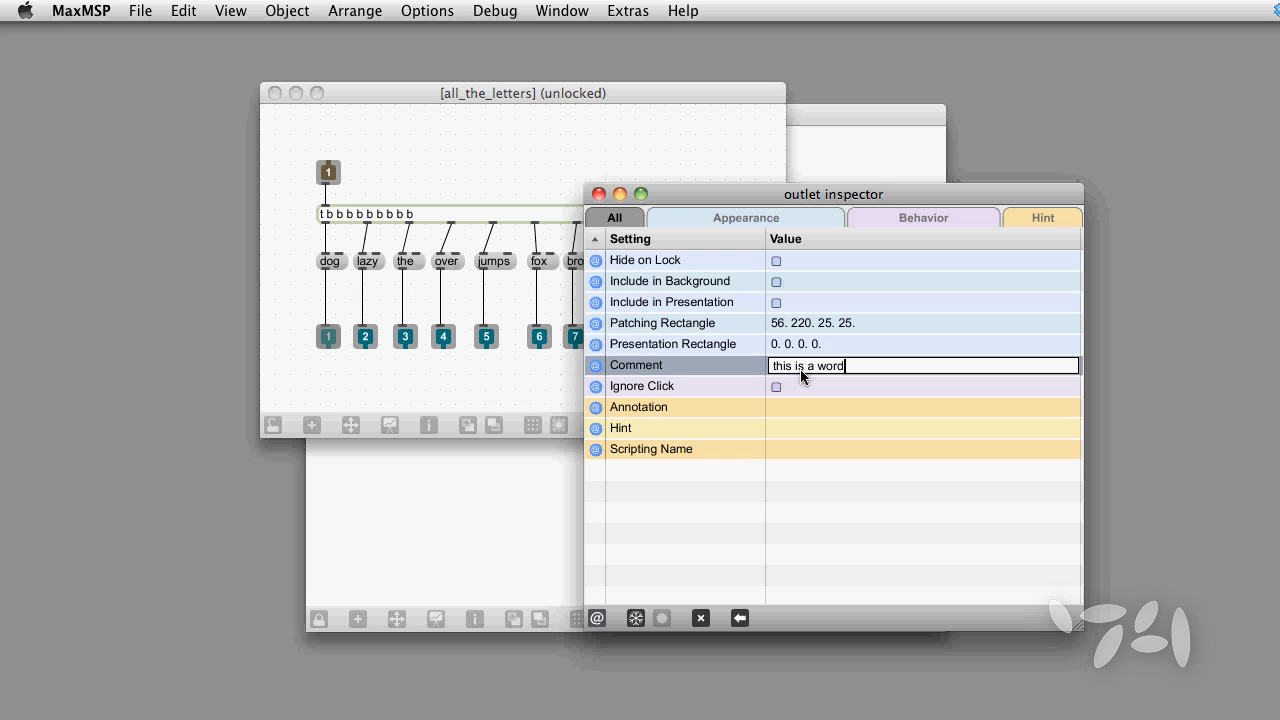 MaxMSP File Edit View Object Arrange Options Debug Window Extras Help
[all_the_letters] (unlocked)
1
t b b b b b b b b b
dog lazy the over jumps fox bro
1 2 3 4 5 6 7
outlet inspector
All Appearance Behavior Hint
Setting Value
@ Hide on Lock
@ Include in Background
@ Include in Presentation
@ Patching Rectangle 56. 220. 25. 25.
@ Presentation Rectangle 0. 0. 0. 0.
@ Comment this is a word
@ Ignore Click
@ Annotation
@ Hint
@ Scripting Name
@